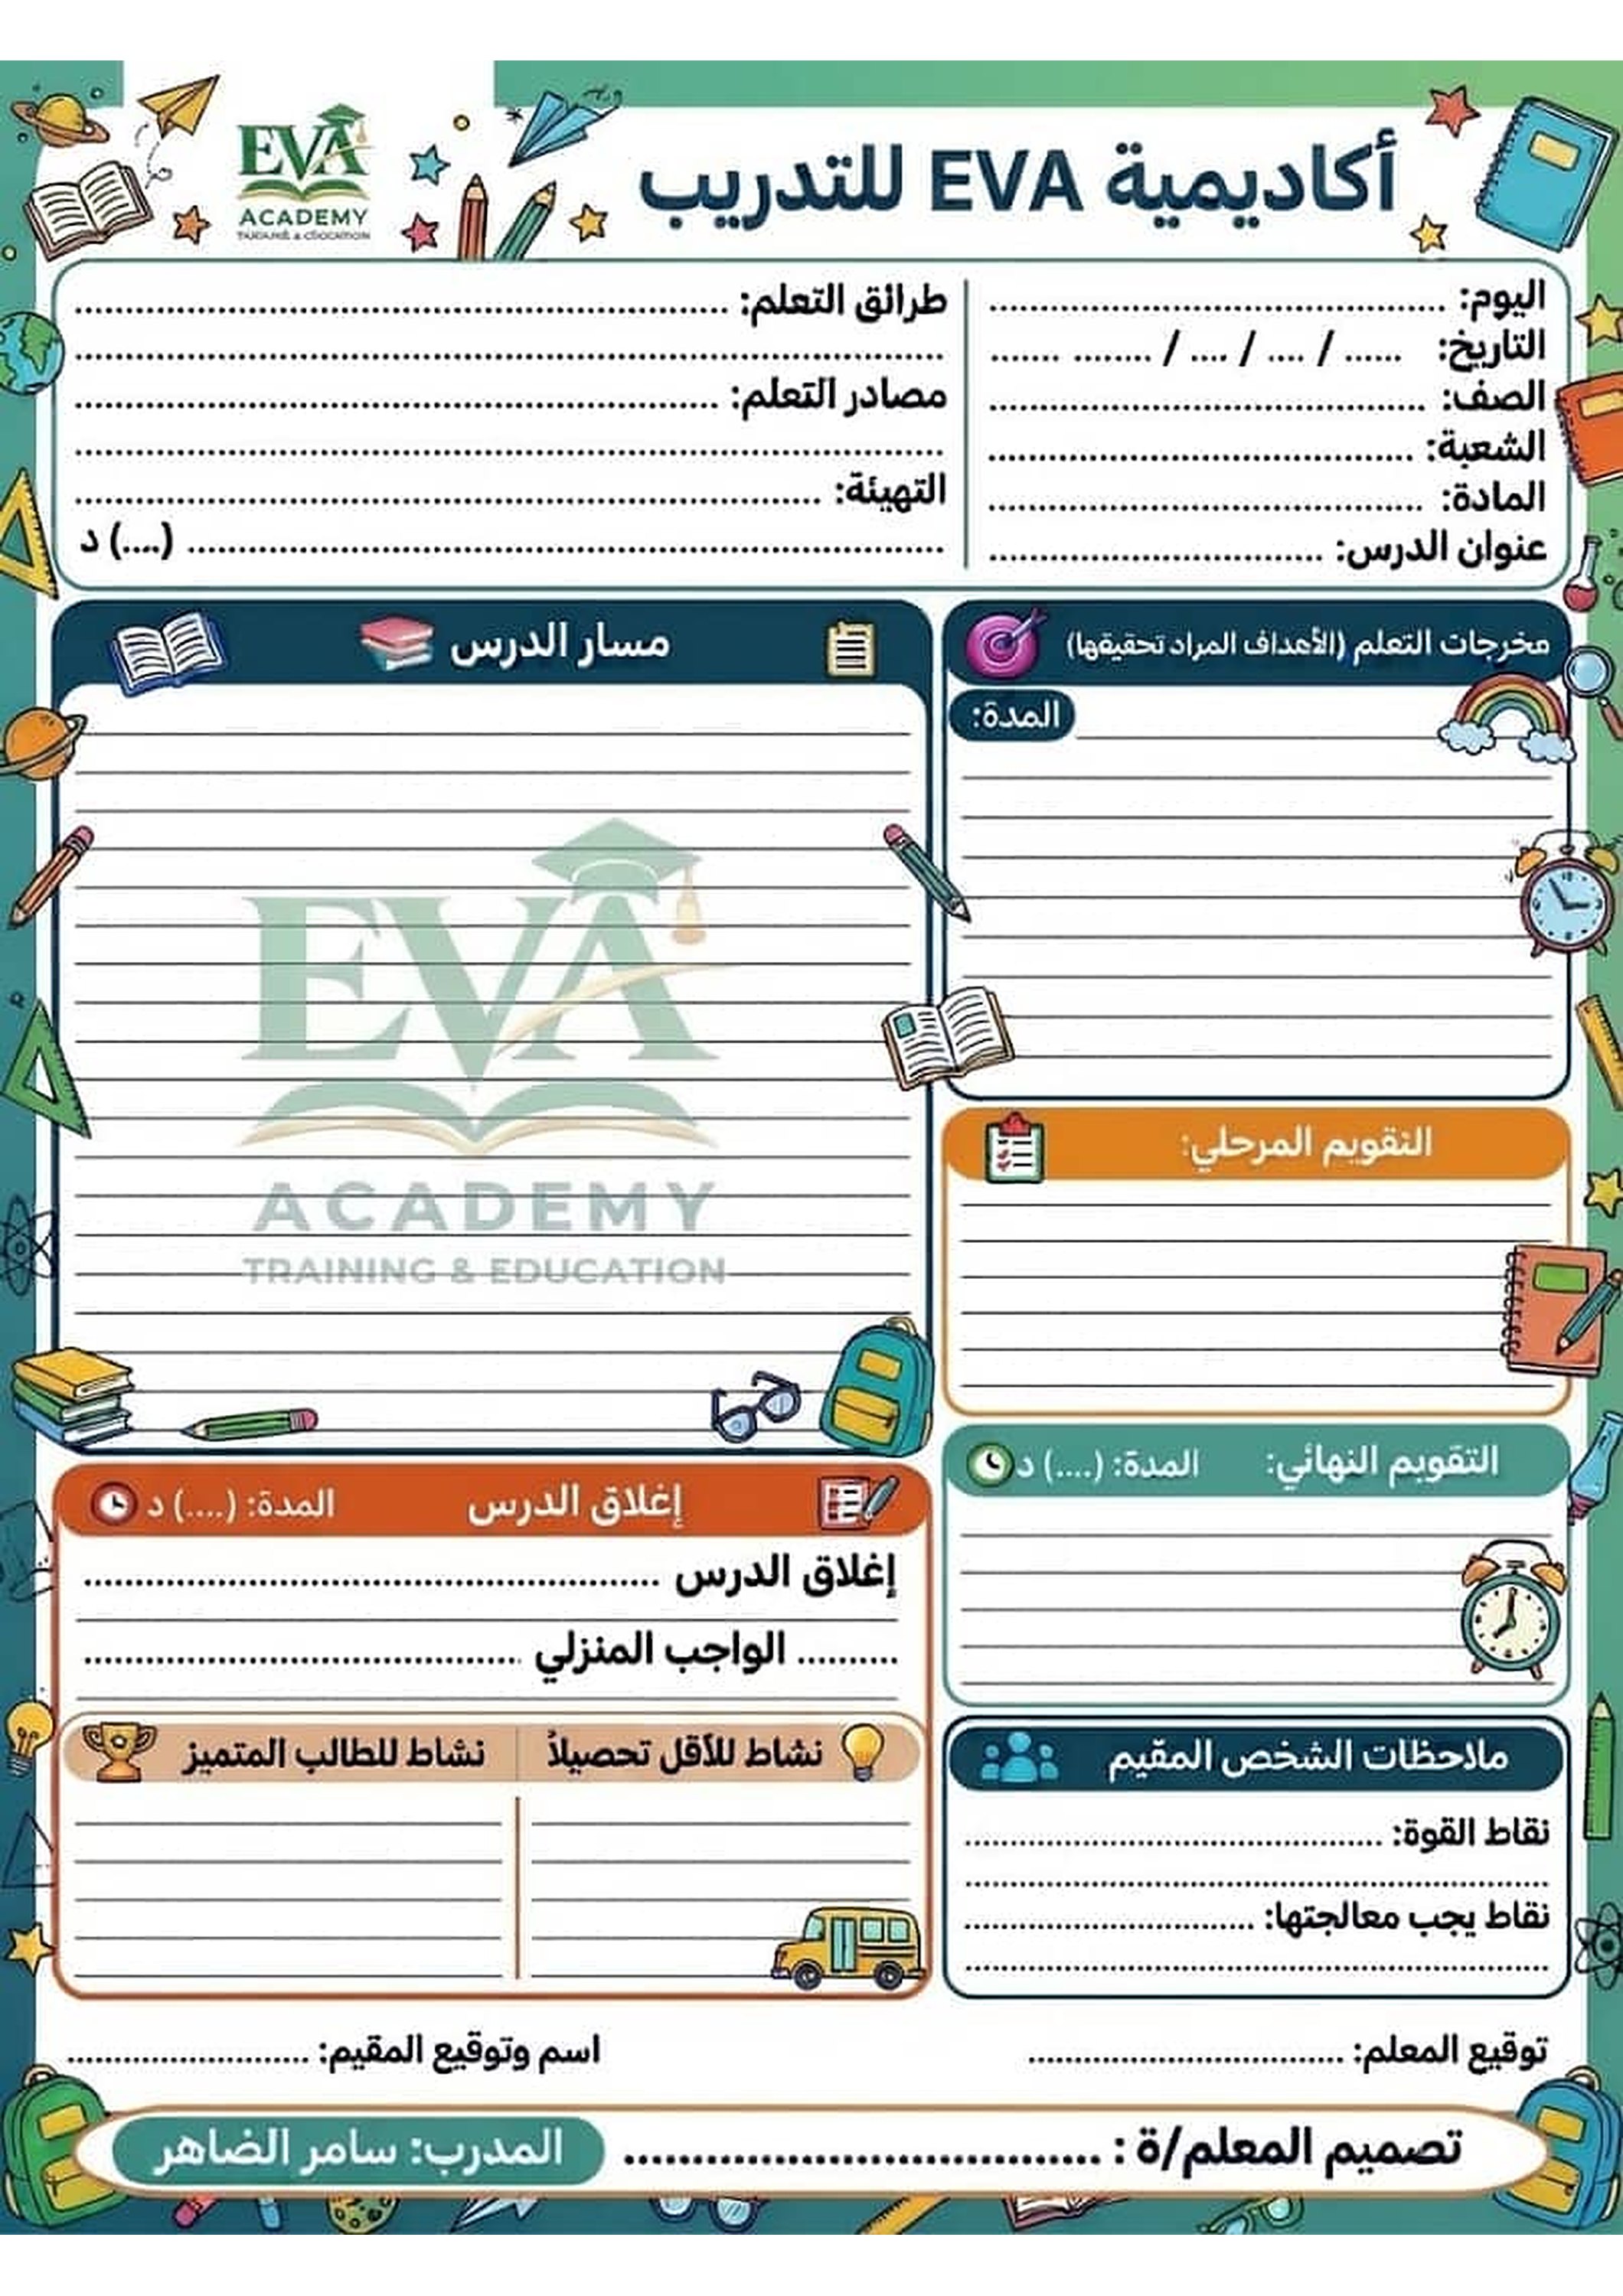 EVA
ACADEMY
أكاديمية EVA للتدريب
اليوم: ........................................
التاريخ: ...... / .... / .... / ........ .......
الصف: ........................................
الشعبة: ........................................
المادة: ........................................
عنوان الدرس: ........................................
طرائق التعلم: ........................................
........................................
مصادر التعلم: ........................................
........................................
التهيئة: ........................................
........................................ (....) د
مخرجات التعلم (الأهداف المراد تحقيقها)
المدة:
مسار الدرس
EVA
ACADEMY
TRAINING & EDUCATION
التقويم المرحلي:
التقويم النهائي: المدة: (....) د
إغلاق الدرس المدة: (....) د
إغلاق الدرس ........................................
.......... الواجب المنزلي ........................................
نشاط للأقل تحصيلاً
نشاط للطالب المتميز
ملاحظات الشخص المقيم
نقاط القوة: ........................................
........................................
نقاط يجب معالجتها: ........................................
........................................
توقيع المعلم: ........................................
اسم وتوقيع المقيم: ..............................
تصميم المعلم/ة : ........................................
المدرب: سامر الضاهر